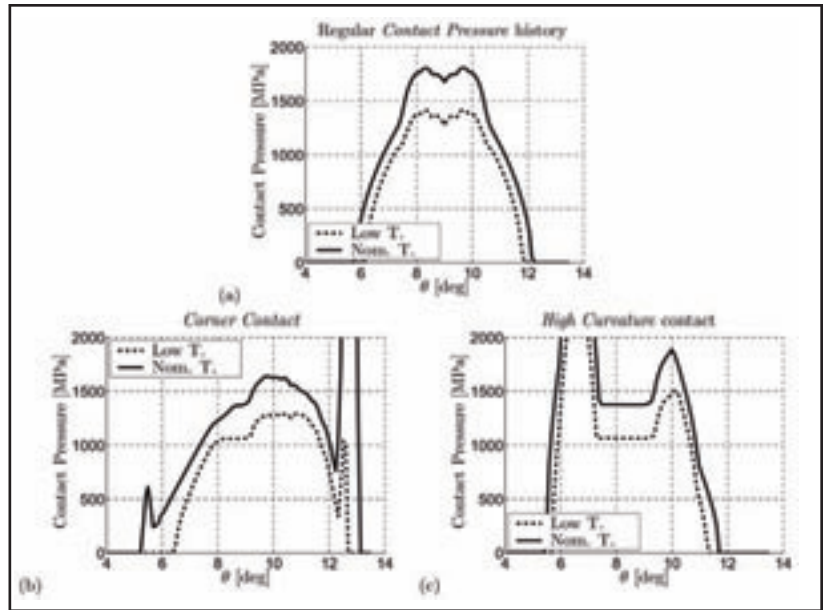 Regular Contact Pressure history
Contact Pressure [MPa]
2000
1500
1000
500
0
Low T.
Nom. T.
4 6 8 10 12 14
θ [deg]
(a)
Corner Contact
Contact Pressure [MPa]
2000
1500
1000
500
0
Low T.
Nom. T.
4 6 8 10 12 14
θ [deg]
(b)
High Curvature contact
Contact Pressure [MPa]
2000
1500
1000
500
0
Low T.
Nom. T.
4 6 8 10 12 14
θ [deg]
(c)